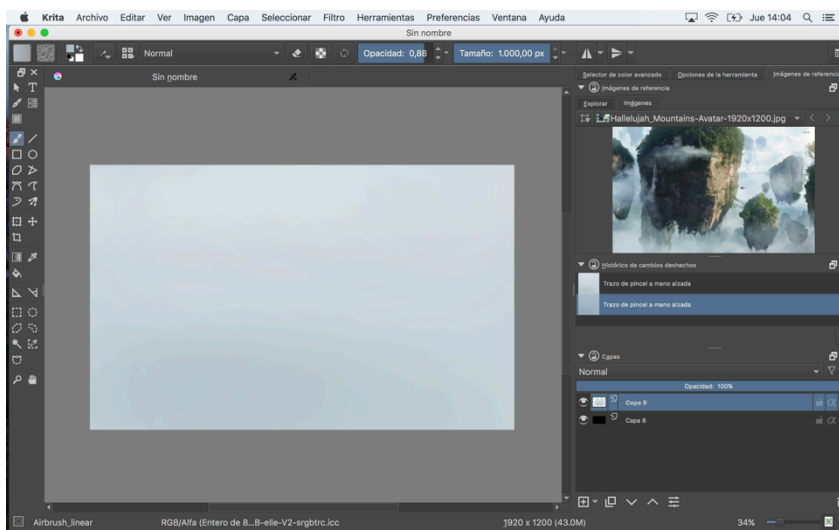 Krita Archivo Editar Ver Imagen Capa Seleccionar Filtro Herramientas Preferencias Ventana Ayuda Jue 14:04
Sin nombre
Normal Opacidad: 0,88 Tamaño: 1.000,00 px
Sin nombre
Selector de color avanzado Opciones de la herramienta Imágenes de referencia
Imágenes de referencia
Explorar Imágenes
Hallelujah_Mountains-Avatar-1920x1200.jpg
Histórico de cambios deshechos
Trazo de pincel a mano alzada
Trazo de pincel a mano alzada
Capas
Normal
Opacidad: 100%
Capa 9
Capa 8
Airbrush_linear RGB/Alfa (Entero de 8...B-elle-V2-srgbtrc.icc 1920 x 1200 (43.0M) 34%